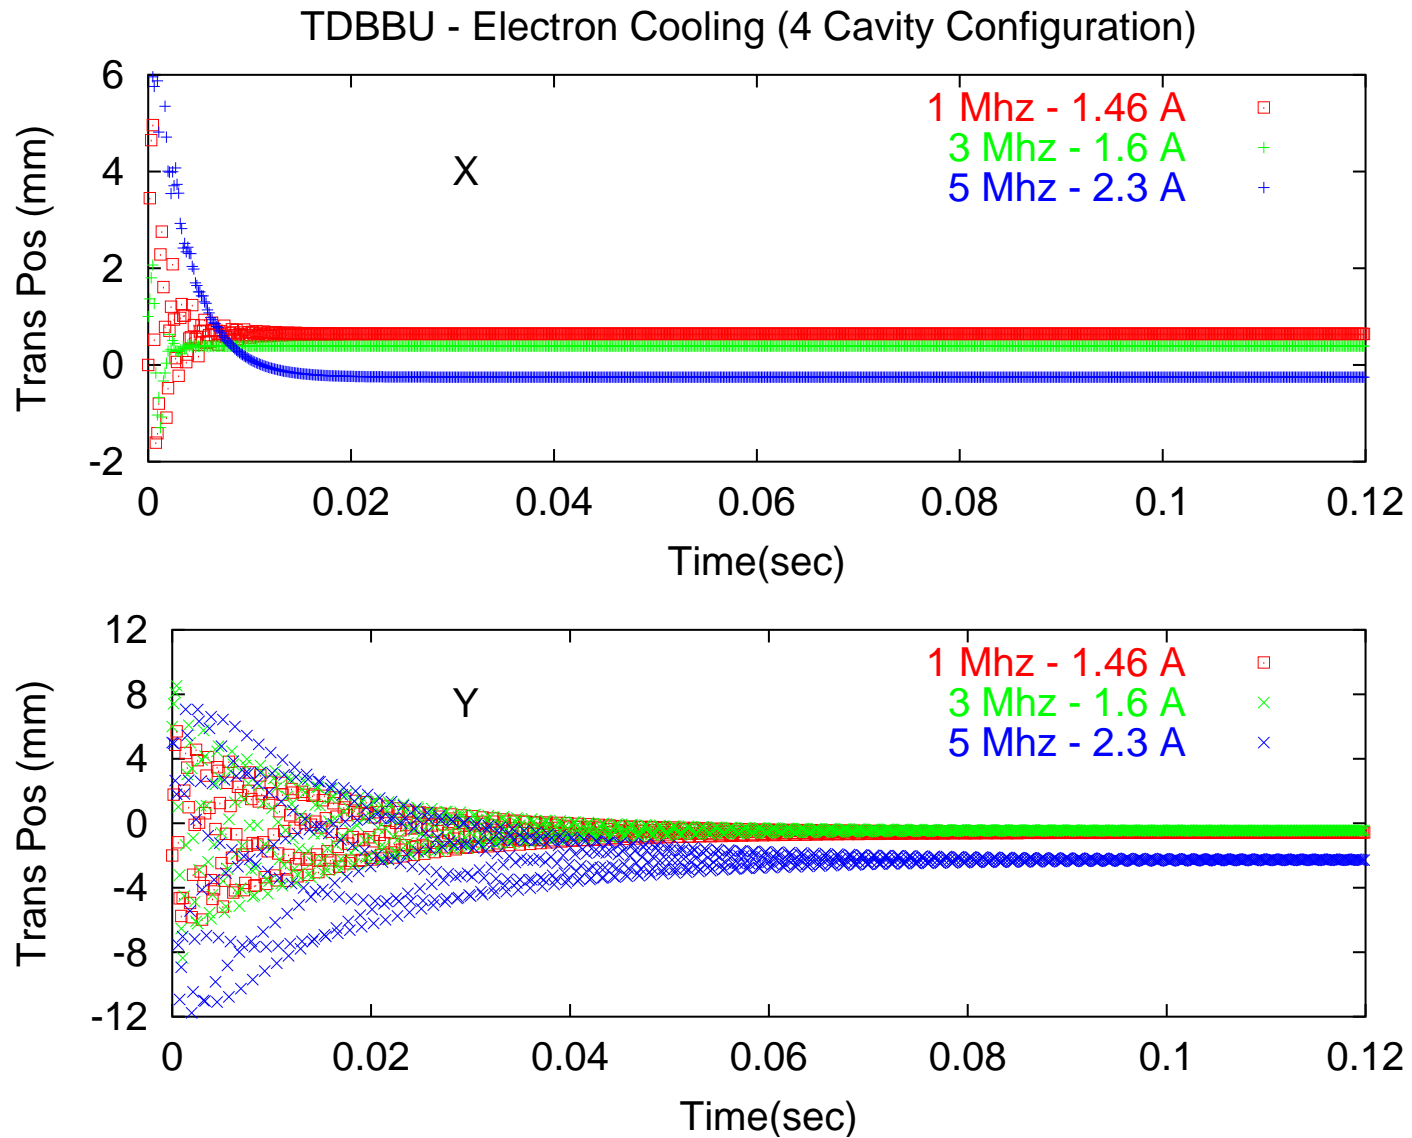 TDBBU - Electron Cooling (4 Cavity Configuration)
6
4
2
0
-2
Trans Pos (mm)
X
1 Mhz - 1.46 A
3 Mhz - 1.6 A
5 Mhz - 2.3 A
0 0.02 0.04 0.06 0.08 0.1 0.12
Time(sec)
12
8
4
0
-4
-8
-12
Trans Pos (mm)
Y
1 Mhz - 1.46 A
3 Mhz - 1.6 A
5 Mhz - 2.3 A
0 0.02 0.04 0.06 0.08 0.1 0.12
Time(sec)